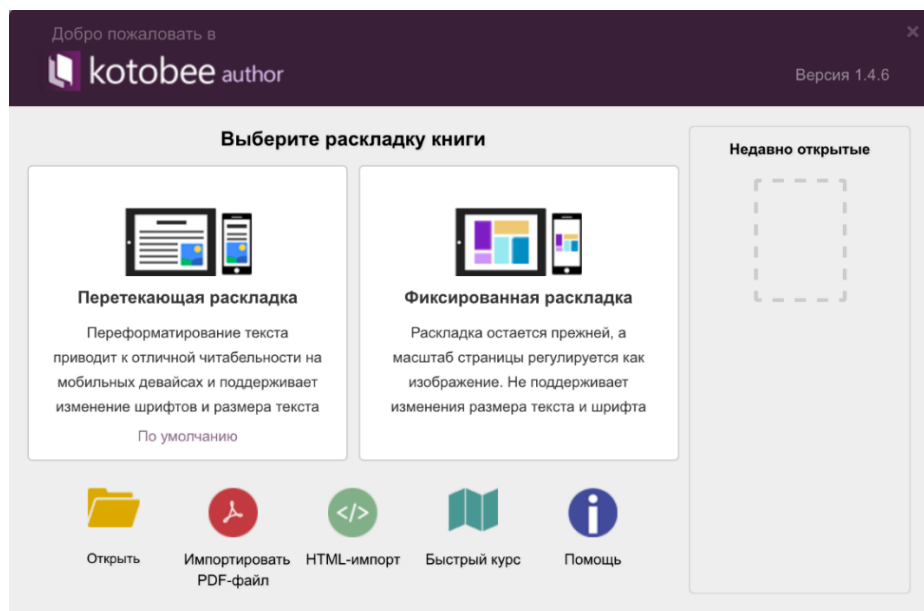 Добро пожаловать в
kotobee author
Версия 1.4.6
Выберите раскладку книги
Перетекающая раскладка
Переформатирование текста
приводит к отличной читабельности на
мобильных девайсах и поддерживает
изменение шрифтов и размера текста
По умолчанию
Фиксированная раскладка
Раскладка остается прежней, а
масштаб страницы регулируется как
изображение. Не поддерживает
изменения размера текста и шрифта
Недавно открытые
Открыть
Импортировать
PDF-файл
</>
HTML-импорт
Быстрый курс
Помощь